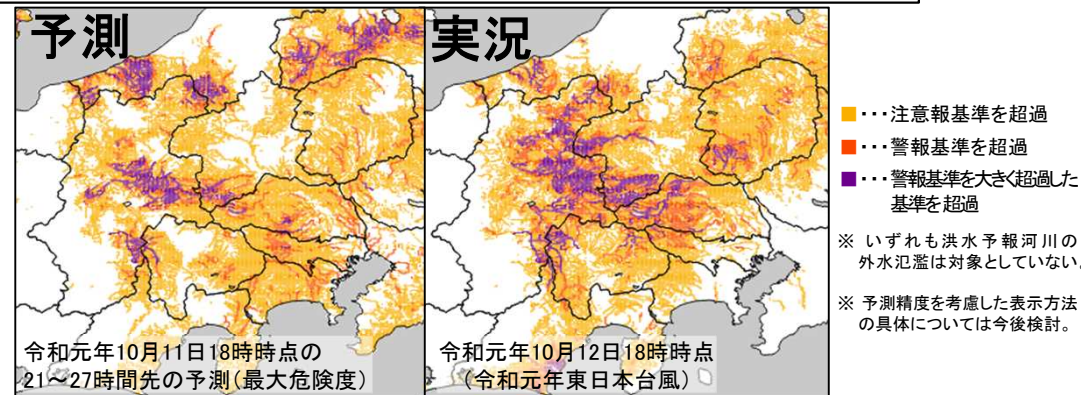 予測
実況
令和元年10月11日18時時点の
21～27時間先の予測(最大危険度)
令和元年10月12日18時時点
(令和元年東日本台風)
■･･･注意報基準を超過
■･･･警報基準を超過
■･･･警報基準を大きく超過した
基準を超過
※ いずれも洪水予報河川の
外水氾濫は対象としていない。
※ 予測精度を考慮した表示方法
の具体については今後検討。